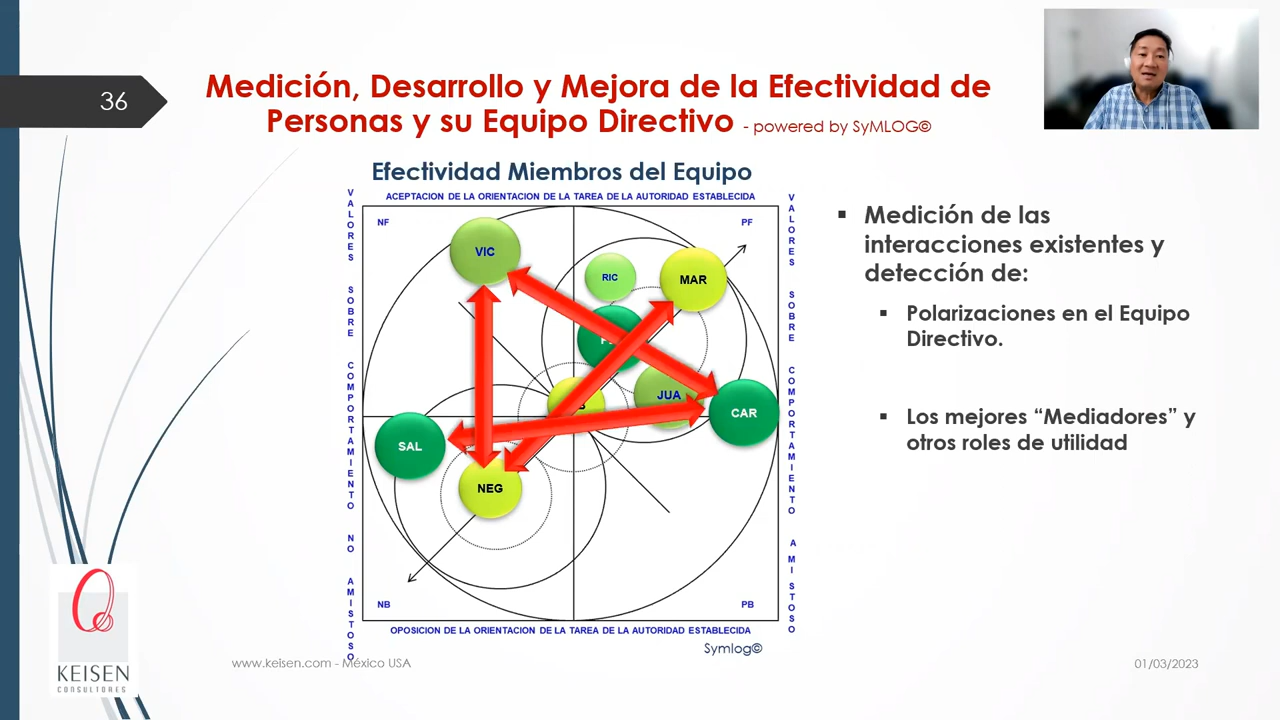 36
Medición, Desarrollo y Mejora de la Efectividad de
Personas y su Equipo Directivo - powered by SyMLOG©
Efectividad Miembros del Equipo
ACEPTACION DE LA ORIENTACION DE LA TAREA DE LA AUTORIDAD ESTABLECIDA
VALORES SOBRE COMPORTAMIENTO NO AMISTOSO
VALORES SOBRE COMPORTAMIENTO AMISTOSO
NF
PF
VIC
RIC
MAR
JUA
CAR
SAL
NEG
NB
PB
OPOSICION DE LA ORIENTACION DE LA TAREA DE LA AUTORIDAD ESTABLECIDA
Symlog©
Medición de las
interacciones existentes y
detección de:
Polarizaciones en el Equipo
Directivo.
Los mejores “Mediadores” y
otros roles de utilidad
KEISEN
CONSULTORES
www.keisen.com - México USA
01/03/2023